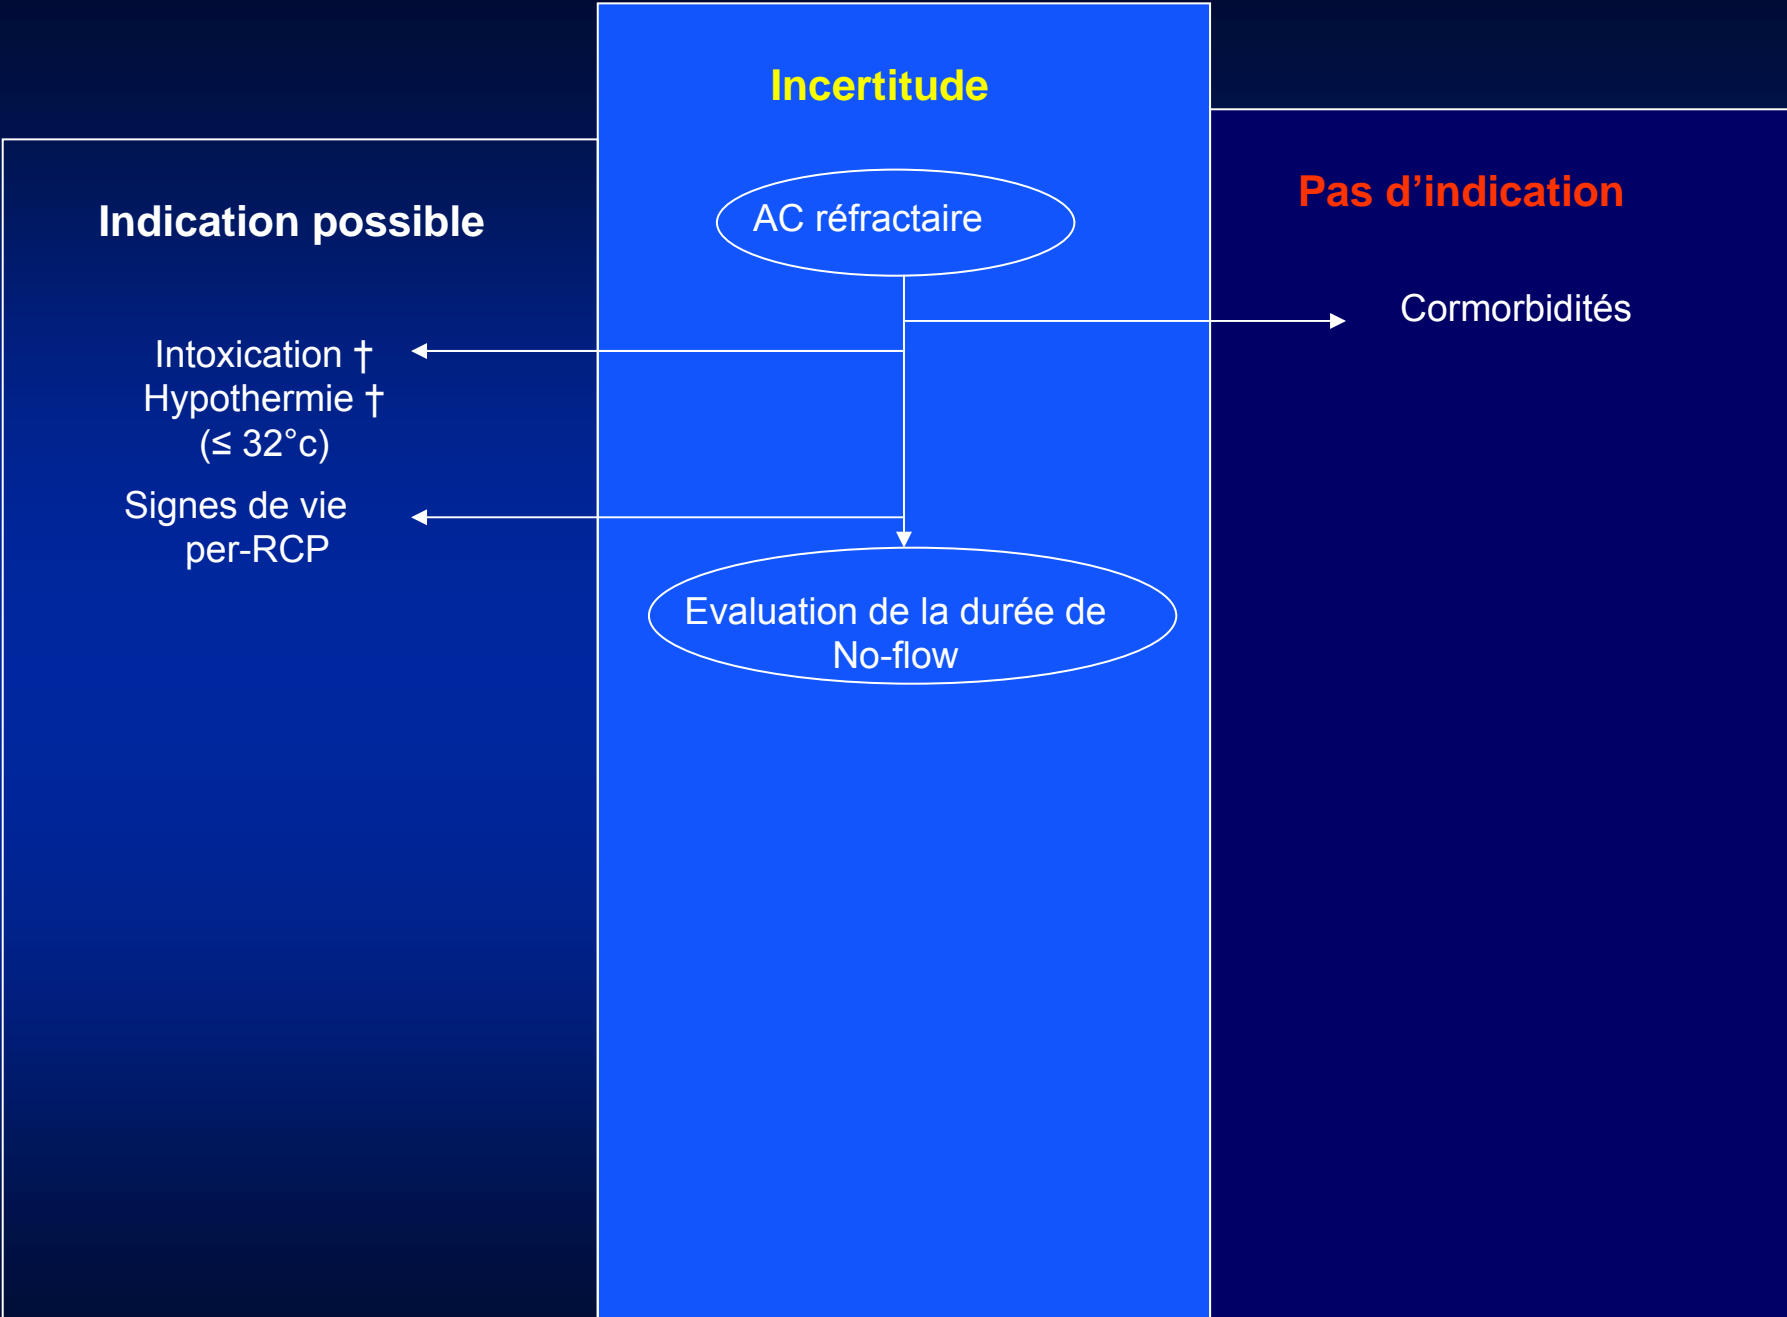 Incertitude
Indication possible
AC réfractaire
Pas d’indication
Cormorbidités
Intoxication †
Hypothermie †
(≤ 32°c)
Signes de vie
per-RCP
Evaluation de la durée de
No-flow